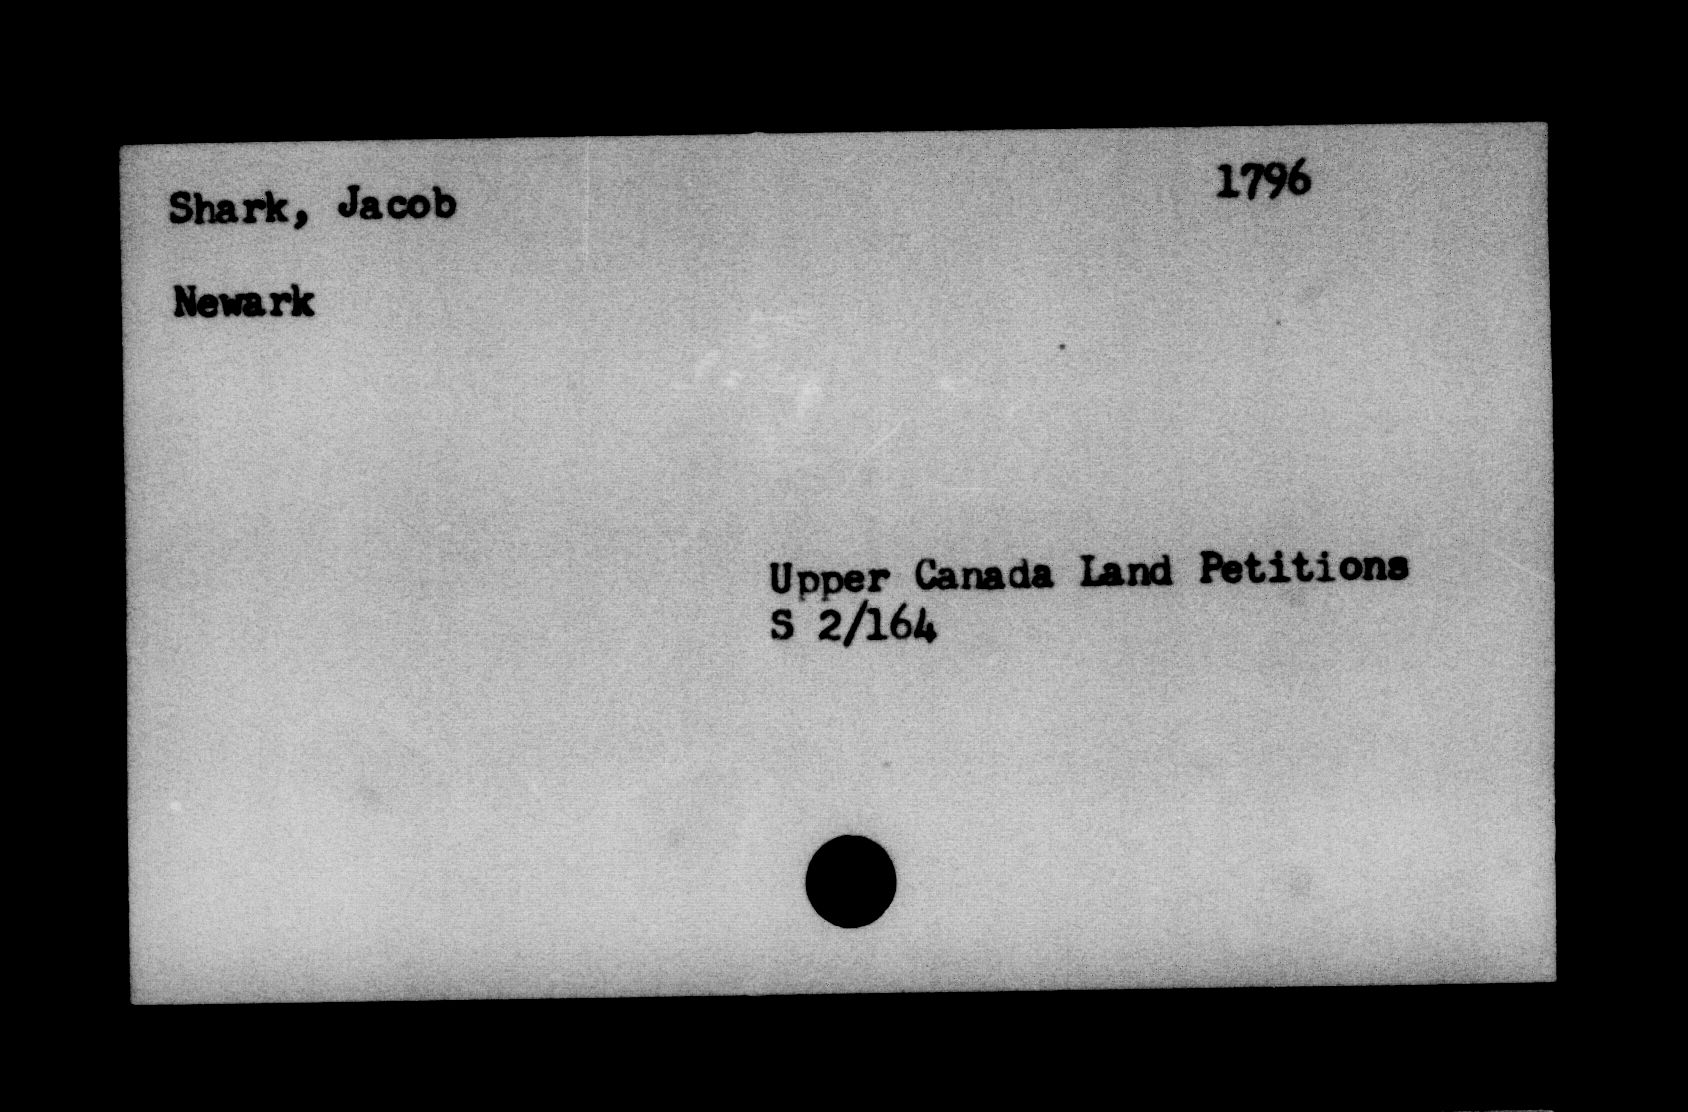 Shark, Jacob 1796
Newark
Upper Canada Land Petitions
S 2/164